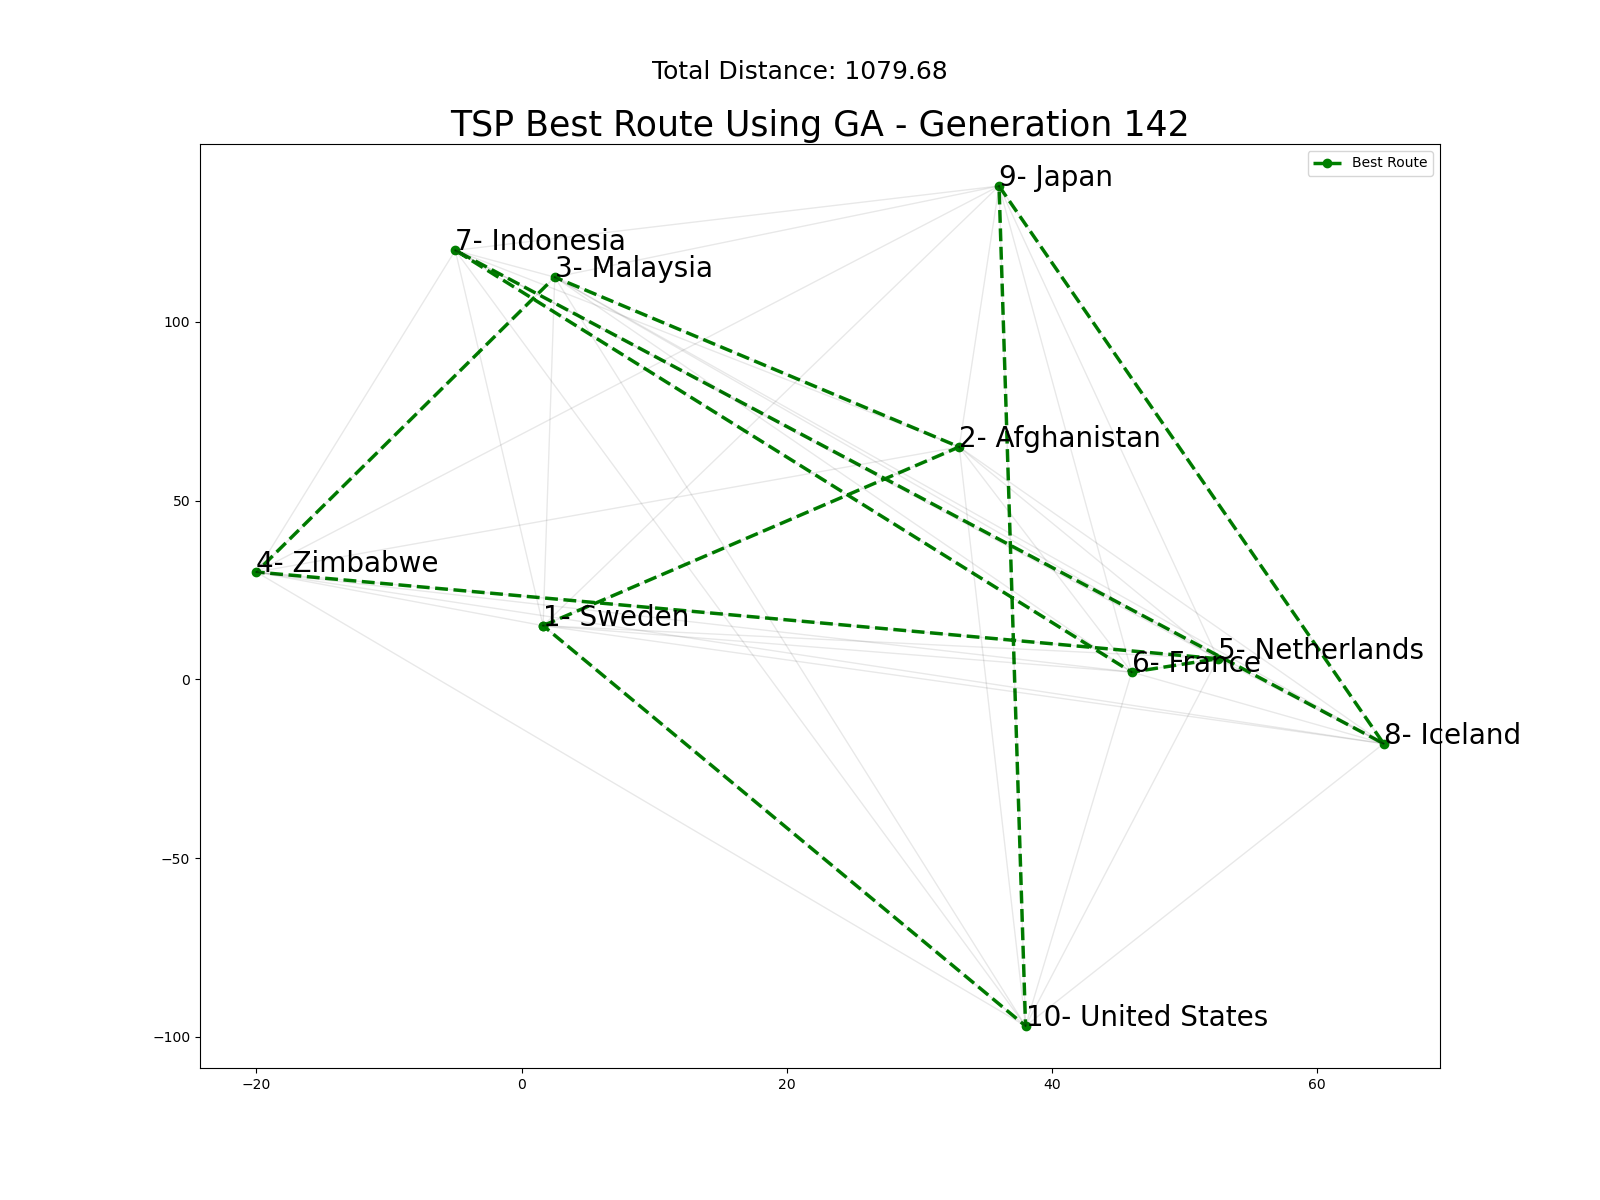 Total Distance: 1079.68
TSP Best Route Using GA - Generation 142
Best Route
9- Japan
7- Indonesia
3- Malaysia
2- Afghanistan
4- Zimbabwe
1- Sweden
5- Netherlands
6- France
8- Iceland
10- United States
100
50
0
−50
−100
−20
0
20
40
60